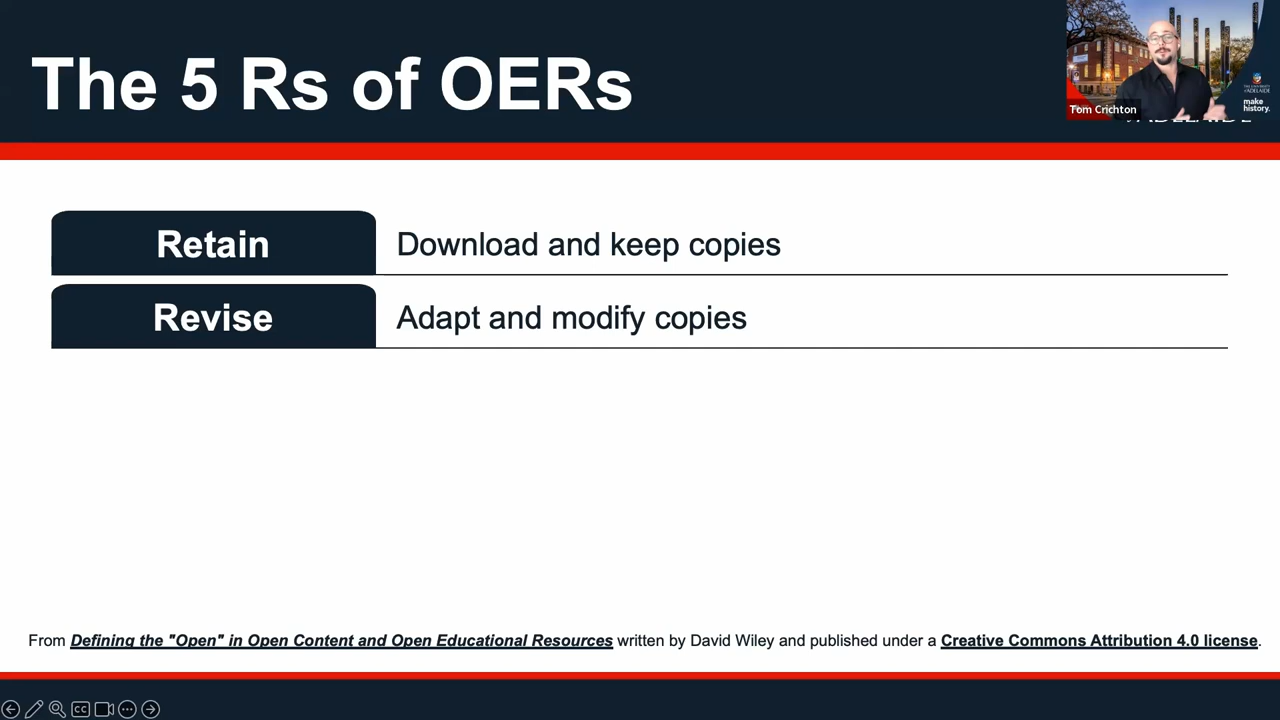 The 5 Rs of OERs
Tom Crichton
make
history.
Retain
Download and keep copies
Revise
Adapt and modify copies
From Defining the "Open" in Open Content and Open Educational Resources written by David Wiley and published under a Creative Commons Attribution 4.0 license.
CC